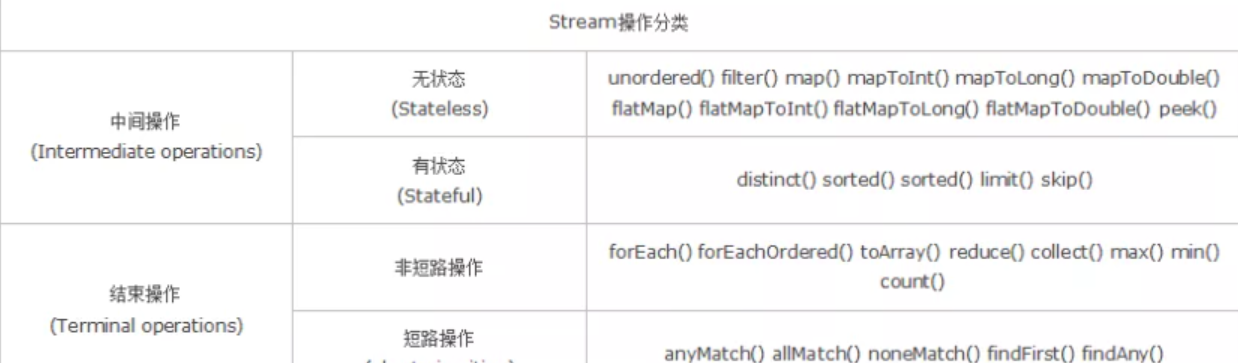 Stream操作分类
中间操作
(Intermediate operations)
无状态
(Stateless)
unordered() filter() map() mapToInt() mapToLong() mapToDouble()
flatMap() flatMapToInt() flatMapToLong() flatMapToDouble() peek()
有状态
(Stateful)
distinct() sorted() sorted() limit() skip()
结束操作
(Terminal operations)
非短路操作
forEach() forEachOrdered() toArray() reduce() collect() max() min()
count()
短路操作
anyMatch() allMatch() noneMatch() findFirst() findAny()